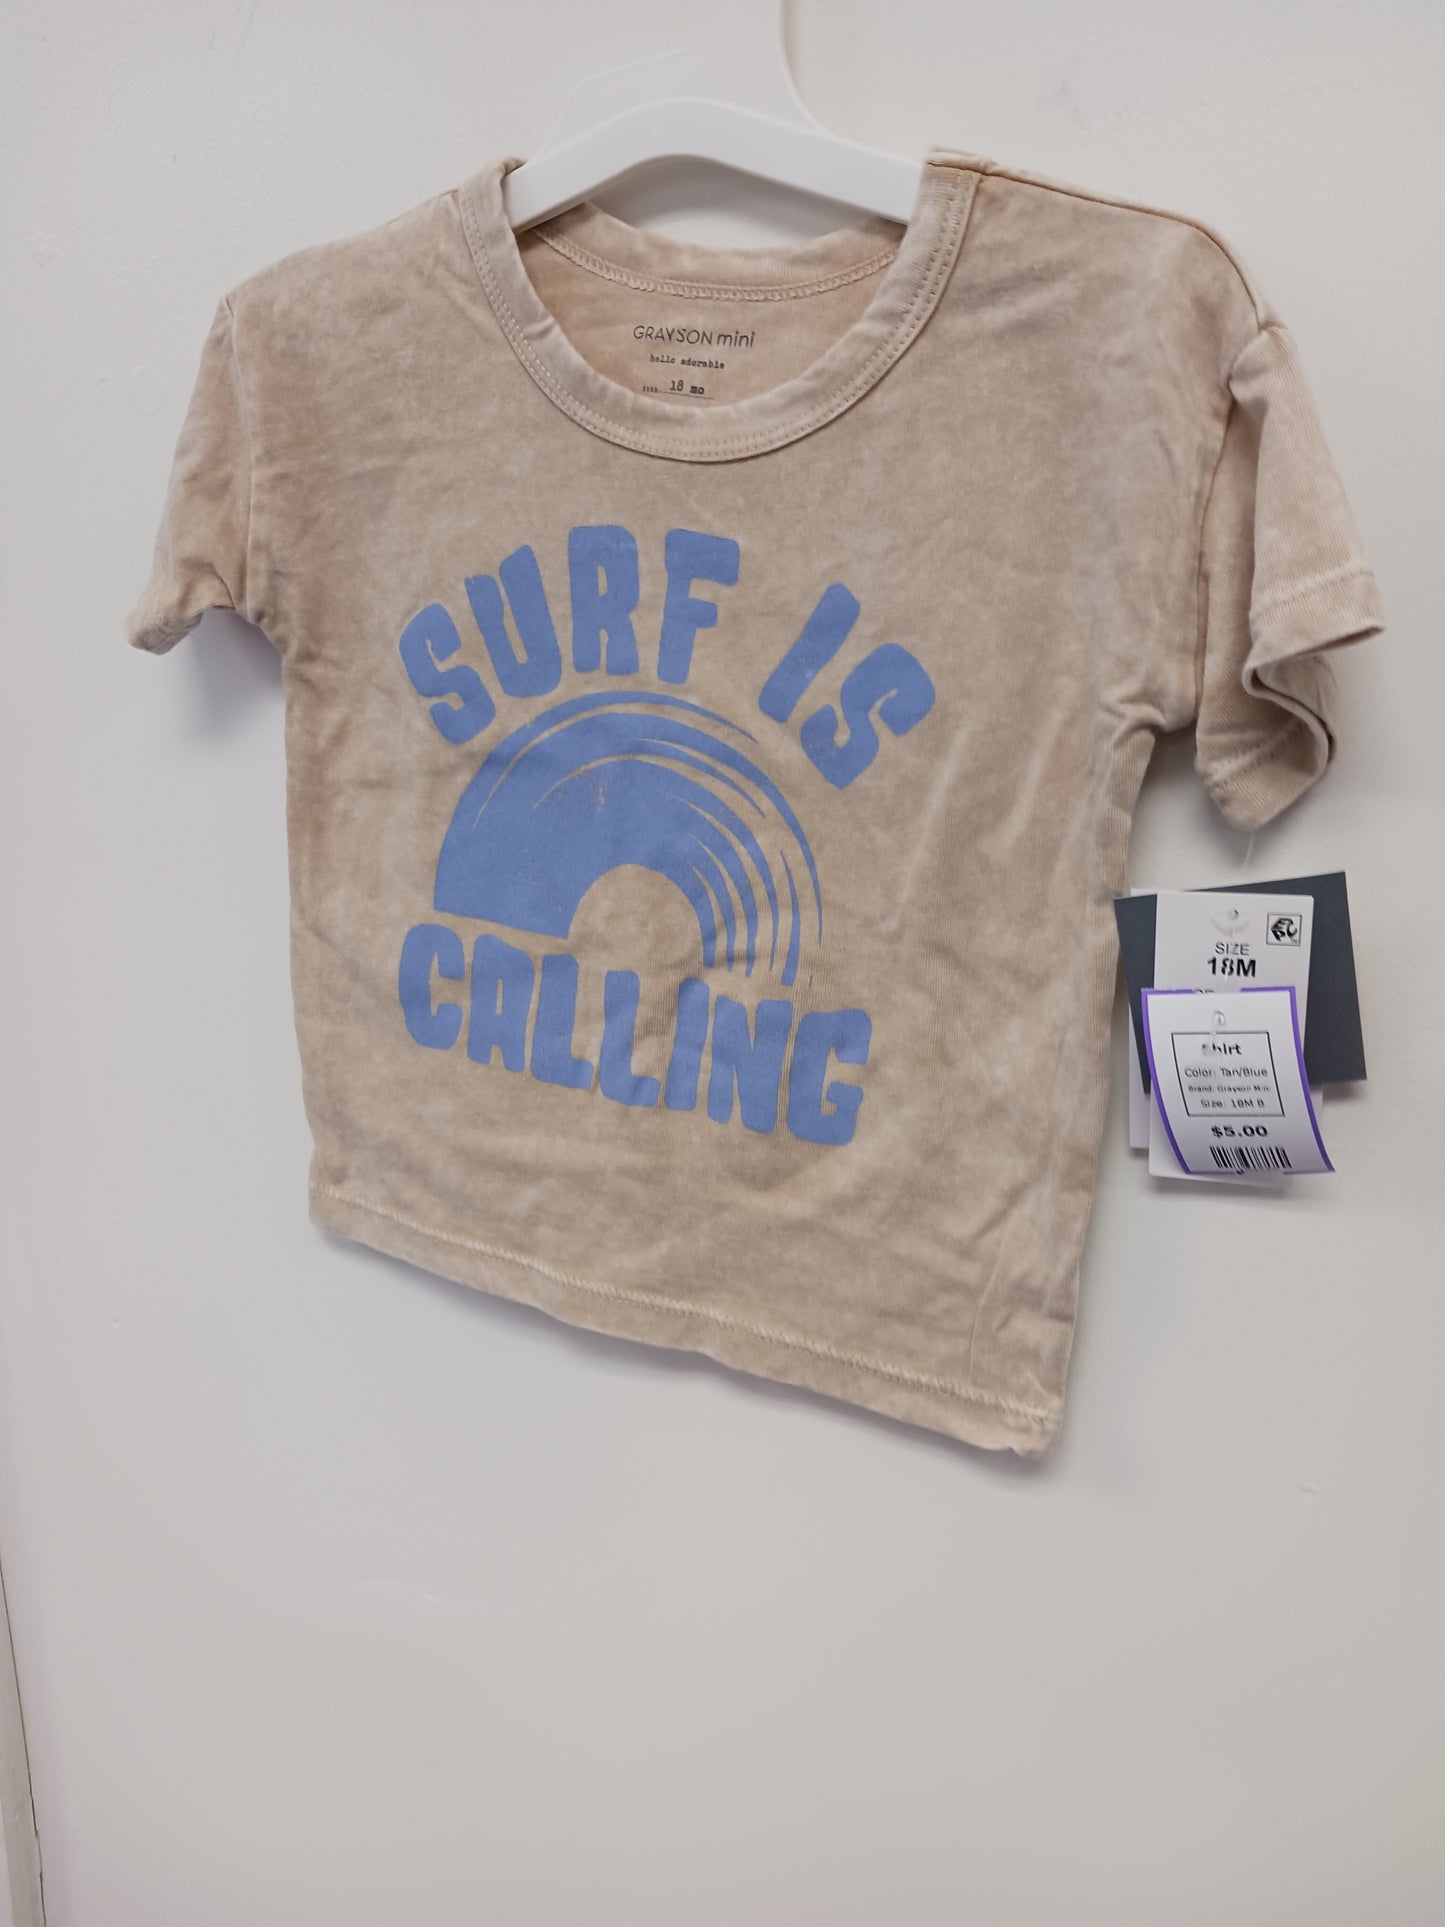 GRAYSON mini
hello adorable
SIZE 18 mo
SURF IS
CALLING
SIZE
18M
Shirt
Color: Tan/Blue
Brand: Grayson Mini
Size: 18M B
$5.00